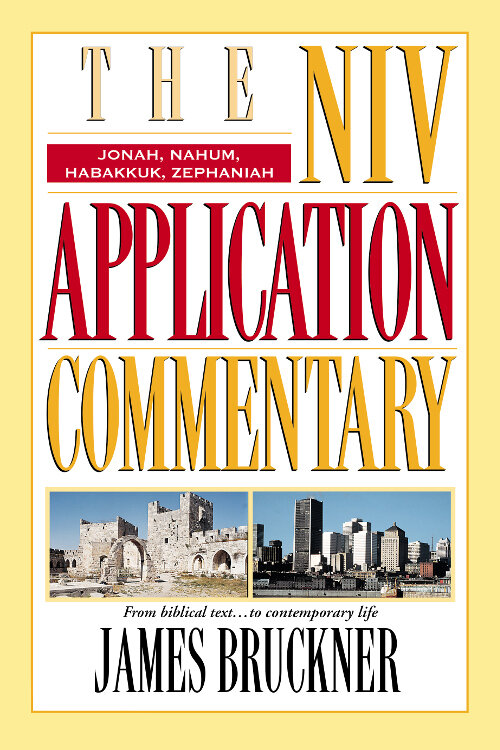 THE NIV
JONAH, NAHUM,
HABAKKUK, ZEPHANIAH
APPLICATION
COMMENTARY
From biblical text...to contemporary life
JAMES BRUCKNER